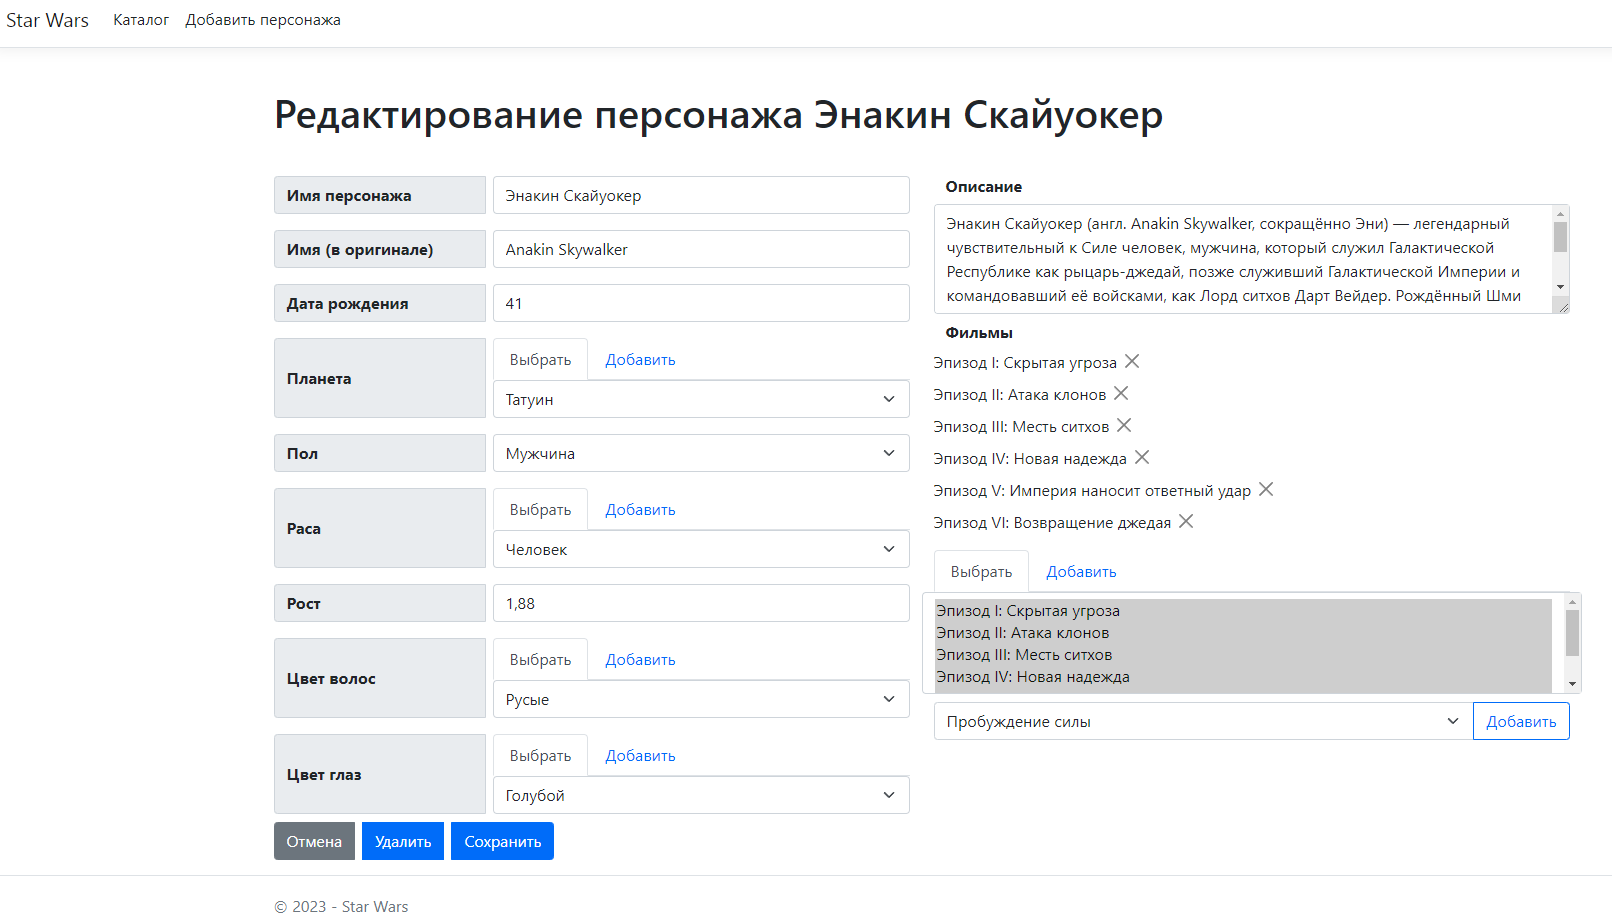 Star Wars Каталог Добавить персонажа
Редактирование персонажа Энакин Скайуокер
Имя персонажа Энакин Скайуокер
Имя (в оригинале) Anakin Skywalker
Дата рождения 41
Планета
Выбрать Добавить
Татуин
Пол Мужчина
Раса
Выбрать Добавить
Человек
Рост 1,88
Цвет волос
Выбрать Добавить
Русые
Цвет глаз
Выбрать Добавить
Голубой
Отмена Удалить Сохранить
Описание
Энакин Скайуокер (англ. Anakin Skywalker, сокращённо Эни) — легендарный
чувствительный к Силе человек, мужчина, который служил Галактической
Республике как рыцарь-джедай, позже служивший Галактической Империи и
командовавший её войсками, как Лорд ситхов Дарт Вейдер. Рождённый Шми
Фильмы
Эпизод I: Скрытая угроза
Эпизод II: Атака клонов
Эпизод III: Месть ситхов
Эпизод IV: Новая надежда
Эпизод V: Империя наносит ответный удар
Эпизод VI: Возвращение джедая
Выбрать Добавить
Эпизод I: Скрытая угроза
Эпизод II: Атака клонов
Эпизод III: Месть ситхов
Эпизод IV: Новая надежда
Пробуждение силы Добавить
© 2023 - Star Wars